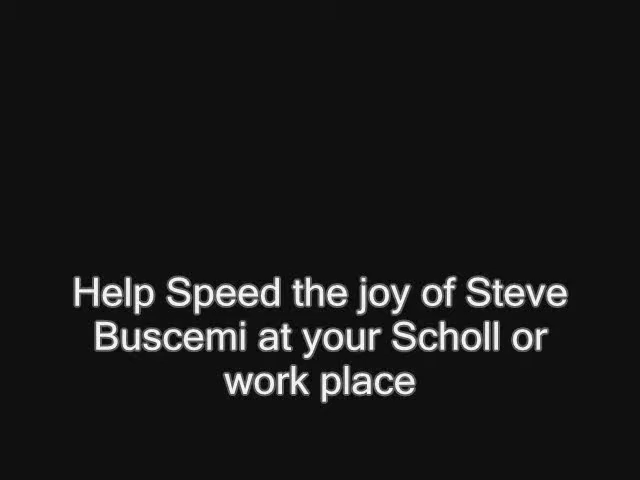 Help Speed the joy of Steve
Buscemi at your Scholl or
work place